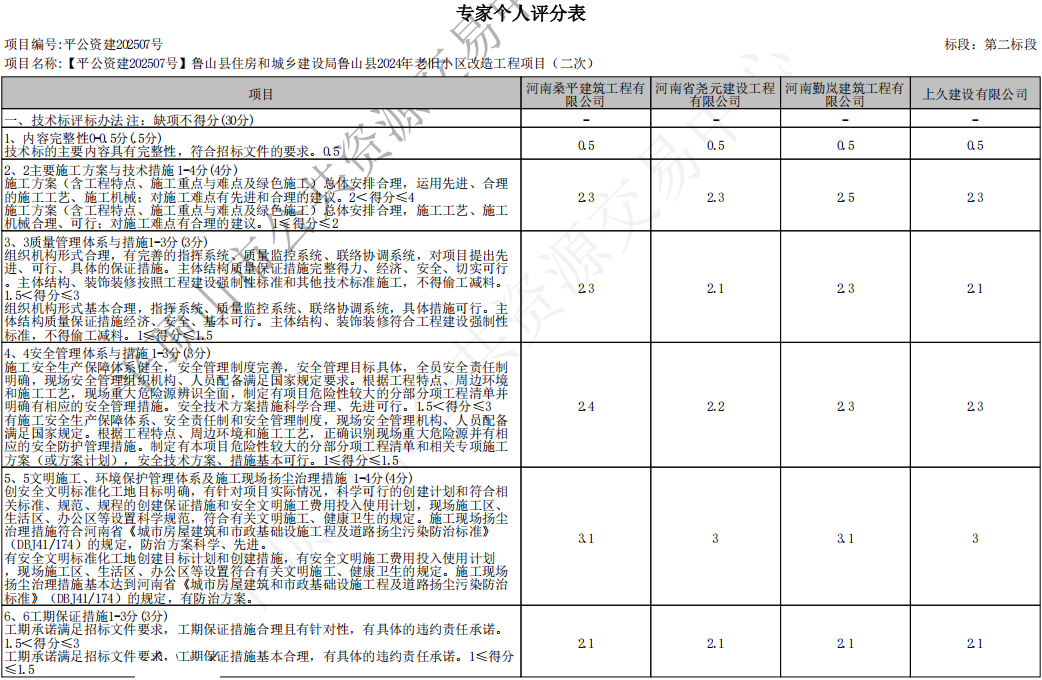 专家个人评分表
项目编号:平公资建202507号
标段：第二标段
项目名称:【平公资建202507号】鲁山县住房和城乡建设局鲁山县2024年老旧小区改造工程项目（二次）
项目
河南桑平建筑工程有限公司
河南省尧元建设工程有限公司
河南勤岚建筑工程有限公司
上久建设有限公司
一、技术标评标办法 注：缺项不得分(30分)
–
–
–
–
1、内容完整性0-0.5分(.5分)
技术标的主要内容具有完整性，符合招标文件的要求。0.5
0.5
0.5
0.5
0.5
2、2主要施工方案与技术措施 1-4分(4分)
施工方案（含工程特点、施工重点与难点及绿色施工）总体安排合理，运用先进、合理
的施工工艺、施工机械；对施工难点有先进和合理的建议。2＜得分≤4
施工方案（含工程特点、施工重点与难点及绿色施工）总体安排合理，施工工艺、施工
机械合理、可行；对施工难点有合理的建议。1≤得分≤2
2.3
2.3
2.5
2.3
3、3质量管理体系与措施1-3分(3分)
组织机构形式合理，有完善的指挥系统、质量监控系统、联络协调系统，对项目提出先
进、可行、具体的保证措施。主体结构质量保证措施完整得力、经济、安全、切实可行
。主体结构、装饰装修按照工程建设强制性标准和其他技术标准施工，不得偷工减料。
1.5＜得分≤3
组织机构形式基本合理，指挥系统、质量监控系统、联络协调系统，具体措施可行。主
体结构质量保证措施经济、安全、基本可行。主体结构、装饰装修符合工程建设强制性
标准，不得偷工减料。1≤得分≤1.5
2.3
2.1
2.3
2.1
4、4安全管理体系与措施 1-3分(3分)
施工安全生产保障体系健全，安全管理制度完善，安全管理目标具体，全员安全责任制
明确，现场安全管理组织机构、人员配备满足国家规定要求。根据工程特点、周边环境
和施工工艺，现场重大危险源辨识全面，制定有项目危险性较大的分部分项工程清单并
明确有相应的安全管理措施。安全技术方案措施科学合理、先进可行。1.5＜得分≤3
有施工安全生产保障体系、安全责任制和安全管理制度，现场安全管理机构、人员配备
满足国家规定。根据工程特点、周边环境和施工工艺，正确识别现场重大危险源并有相
应的安全防护管理措施。制定有本项目危险性较大的分部分项工程清单和相关专项施工
方案（或方案计划），安全技术方案、措施基本可行。1≤得分≤1.5
2.4
2.2
2.3
2.3
5、5文明施工、环境保护管理体系及施工现场扬尘治理措施 1-4分(4分)
创安全文明标准化工地目标明确，有针对项目实际情况，科学可行的创建计划和符合相
关标准、规范、规程的创建保证措施和安全文明施工费用投入使用计划，现场施工区、
生活区、办公区等设置科学规范，符合有关文明施工、健康卫生的规定。施工现场扬尘
治理措施符合河南省《城市房屋建筑和市政基础设施工程及道路扬尘污染防治标准》
（DBJ41/174）的规定，防治方案科学、先进。
有安全文明标准化工地创建目标计划和创建措施，有安全文明施工费用投入使用计划
，现场施工区、生活区、办公区等设置符合有关文明施工、健康卫生的规定。施工现场
扬尘治理措施基本达到河南省《城市房屋建筑和市政基础设施工程及道路扬尘污染防治
标准》（DBJ41/174）的规定，有防治方案。
3.1
3
3.1
3
6、6工期保证措施1-3分(3分)
工期承诺满足招标文件要求，工期保证措施合理且有针对性，有具体的违约责任承诺。
1.5＜得分≤3
工期承诺满足招标文件要求，工期保证措施基本合理，有具体的违约责任承诺。1≤得分
≤1.5
2.1
2.1
2.1
2.1